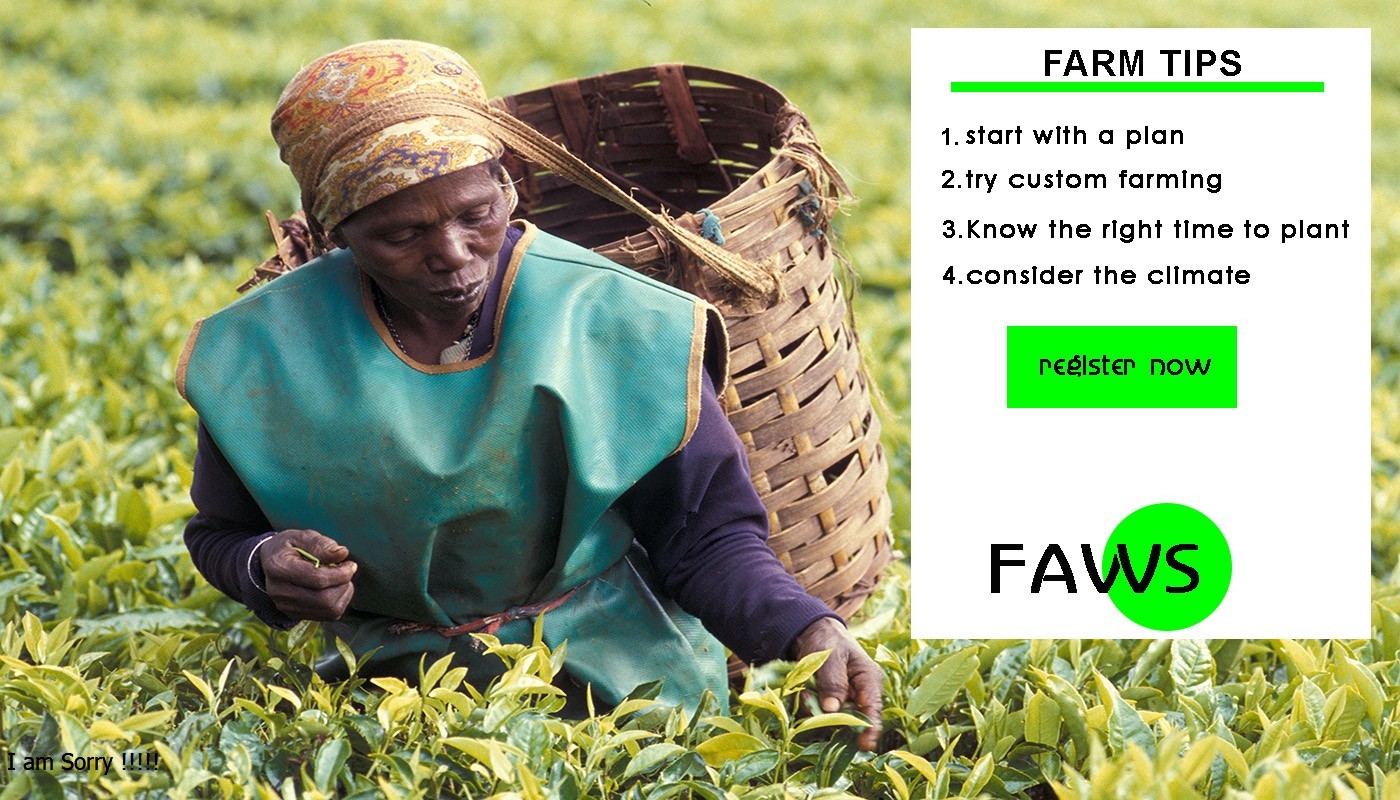 FARM TIPS
1. start with a plan
2.try custom farming
3.Know the right time to plant
4.consider the climate
register now
FAWS
I am Sorry !!!!!